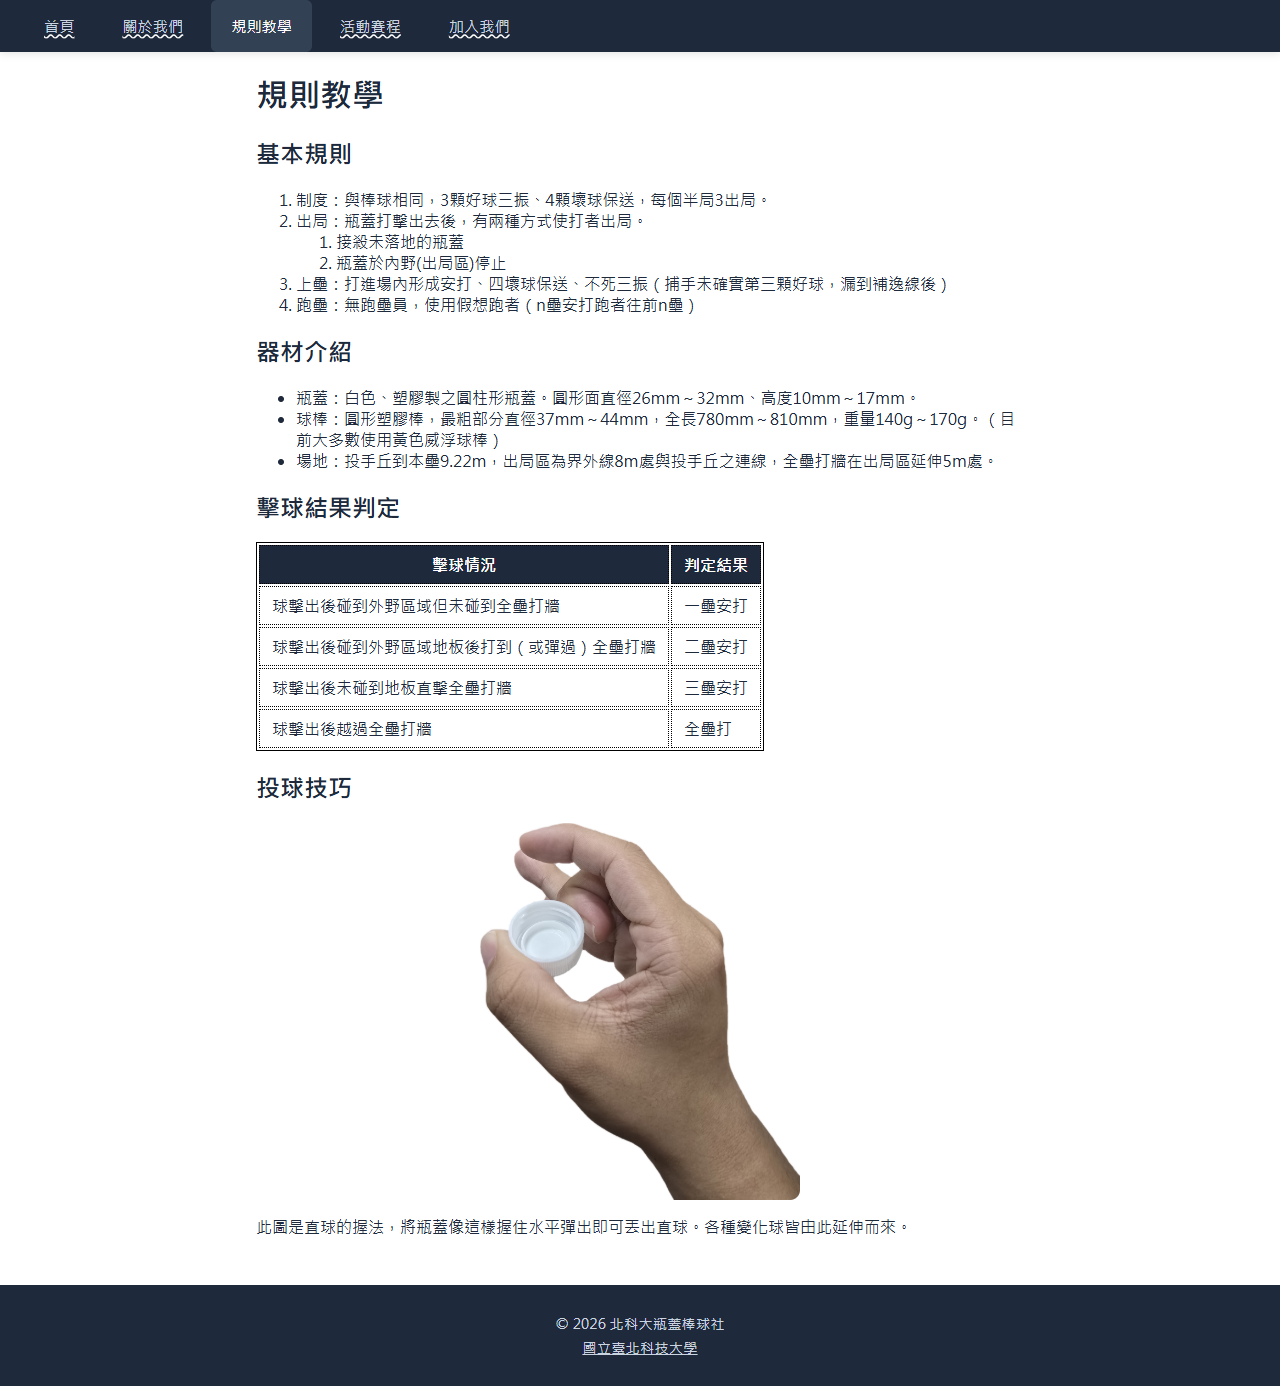 首頁 關於我們 規則教學 活動賽程 加入我們
規則教學
基本規則
1. 制度：與棒球相同，3顆好球三振、4顆壞球保送，每個半局3出局。
2. 出局：瓶蓋打擊出去後，有兩種方式使打者出局。
1. 接殺未落地的瓶蓋
2. 瓶蓋於內野(出局區)停止
3. 上壘：打進場內形成安打、四壞球保送、不死三振（捕手未確實第三顆好球，漏到補逸線後）
4. 跑壘：無跑壘員，使用假想跑者（n壘安打跑者往前n壘）
器材介紹
• 瓶蓋：白色、塑膠製之圓柱形瓶蓋。圓形面直徑26mm～32mm、高度10mm～17mm。
• 球棒：圓形塑膠棒，最粗部分直徑37mm～44mm，全長780mm～810mm，重量140g～170g。（目
前大多數使用黃色威浮球棒）
• 場地：投手丘到本壘9.22m，出局區為界外線8m處與投手丘之連線，全壘打牆在出局區延伸5m處。
擊球結果判定
擊球情況 判定結果
球擊出後碰到外野區域但未碰到全壘打牆 一壘安打
球擊出後碰到外野區域地板後打到（或彈過）全壘打牆 二壘安打
球擊出後未碰到地板直擊全壘打牆 三壘安打
球擊出後越過全壘打牆 全壘打
投球技巧
此圖是直球的握法，將瓶蓋像這樣握住水平彈出即可丟出直球。各種變化球皆由此延伸而來。
© 2026 北科大瓶蓋棒球社
國立臺北科技大學